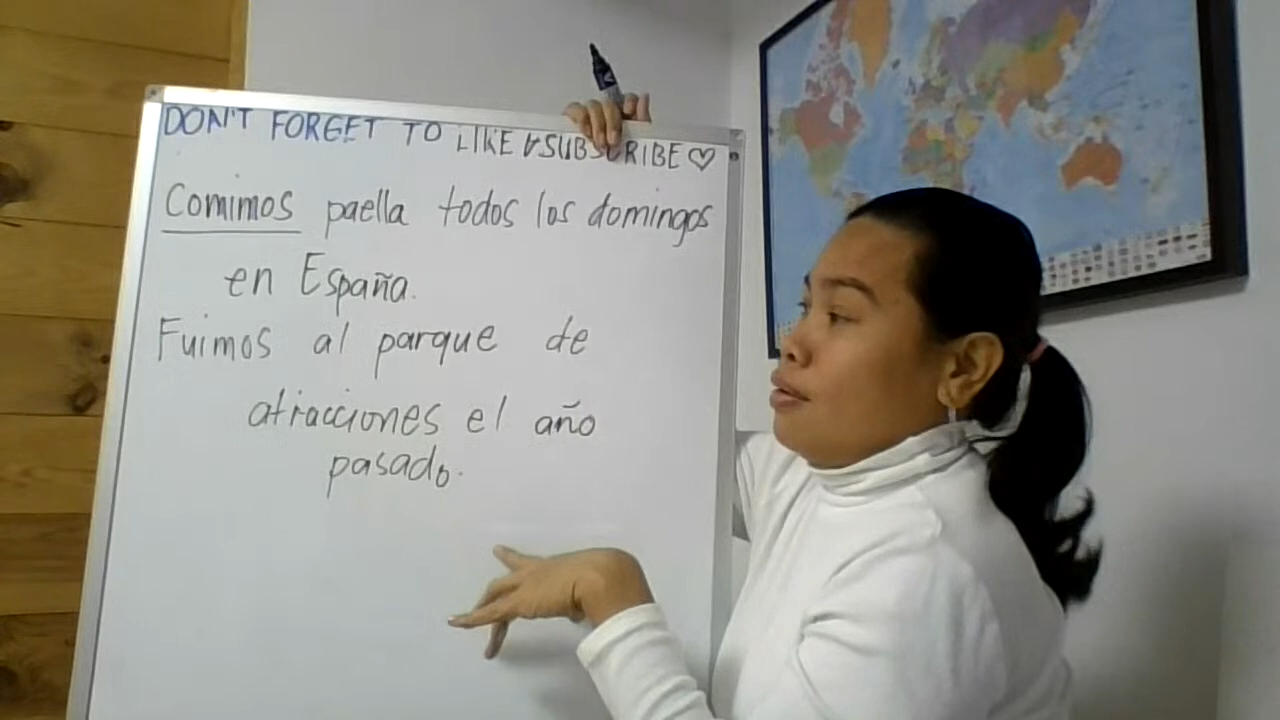 DON'T FORGET TO LIKE & SUBSCRIBE ♡
Comimos paella todos los domingos
en España.
Fuimos al parque de
atracciones el año
pasado.